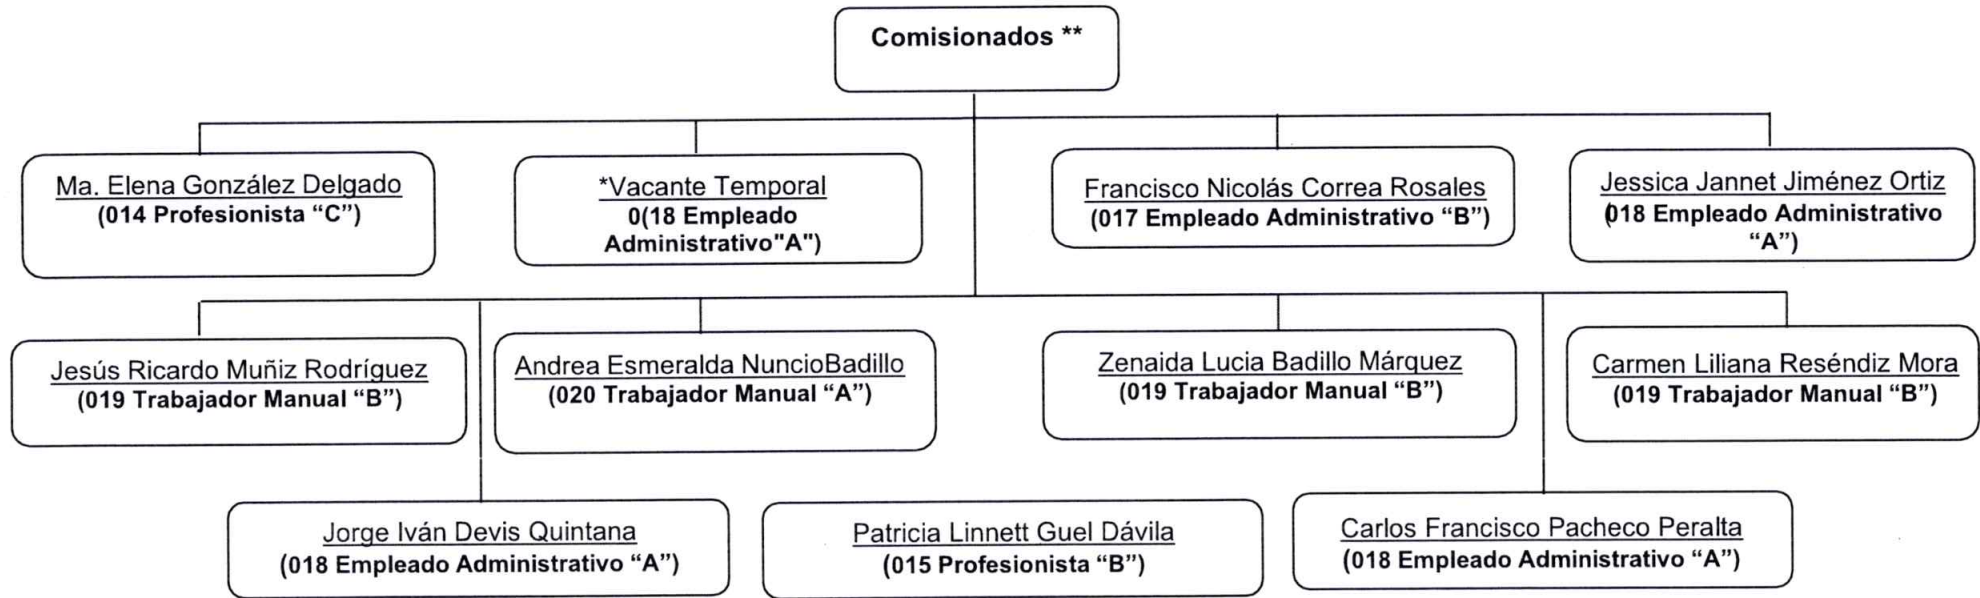 Comisionados **
Ma. Elena González Delgado
(014 Profesionista “C”)
*Vacante Temporal
0(18 Empleado
Administrativo"A")
Francisco Nicolás Correa Rosales
(017 Empleado Administrativo “B”)
Jessica Jannet Jiménez Ortiz
(018 Empleado Administrativo
“A”)
Jesús Ricardo Muñiz Rodríguez
(019 Trabajador Manual “B”)
Andrea Esmeralda NuncioBadillo
(020 Trabajador Manual “A”)
Zenaida Lucia Badillo Márquez
(019 Trabajador Manual “B”)
Carmen Liliana Reséndiz Mora
(019 Trabajador Manual “B”)
Jorge Iván Devis Quintana
(018 Empleado Administrativo “A”)
Patricia Linnett Guel Dávila
(015 Profesionista “B”)
Carlos Francisco Pacheco Peralta
(018 Empleado Administrativo “A”)